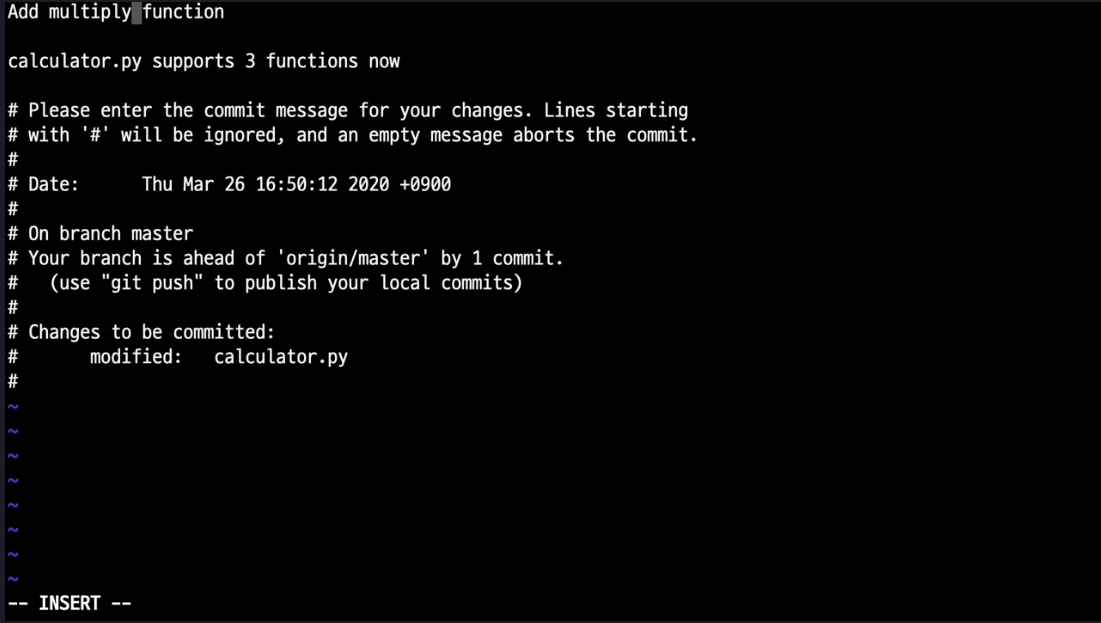 Add multiply function

calculator.py supports 3 functions now

# Please enter the commit message for your changes. Lines starting
# with '#' will be ignored, and an empty message aborts the commit.
#
# Date:      Thu Mar 26 16:50:12 2020 +0900
#
# On branch master
# Your branch is ahead of 'origin/master' by 1 commit.
#   (use "git push" to publish your local commits)
#
# Changes to be committed:
#       modified:   calculator.py
#
~
~
~
~
~
~
~
~
-- INSERT --